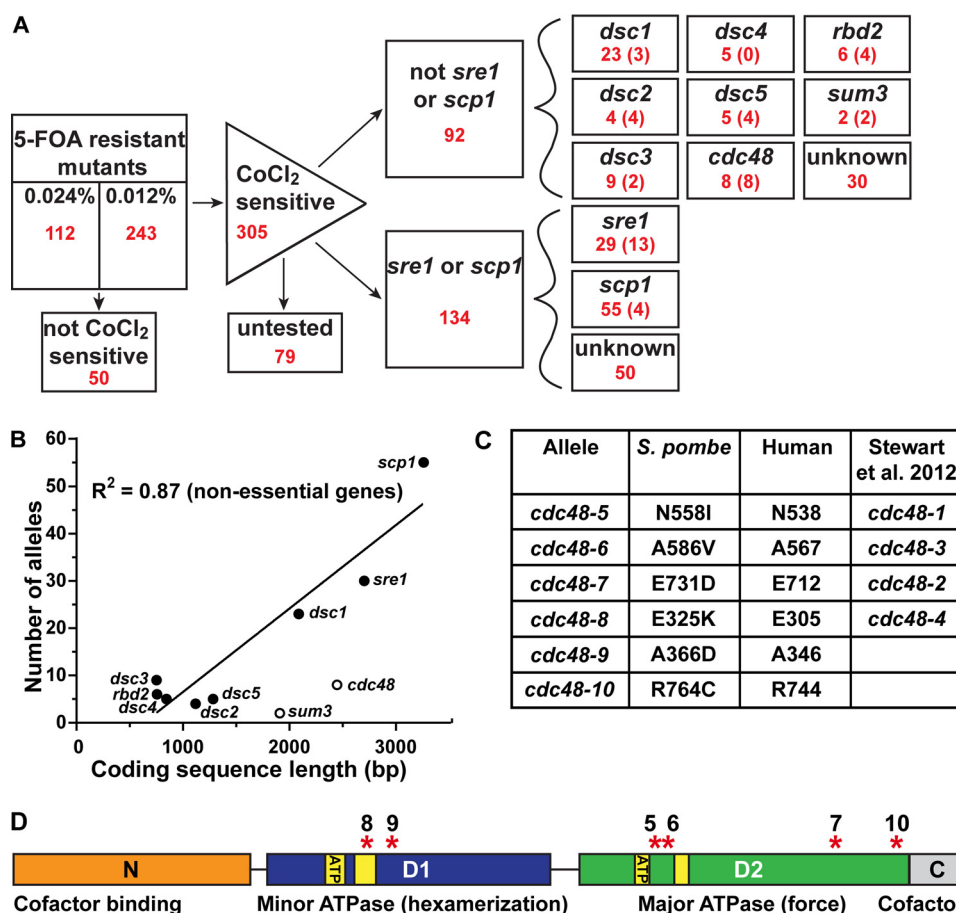 A
5-FOA resistant
mutants
0.024% 0.012%
112 243
not CoCl₂
sensitive
50
CoCl₂
sensitive
305
untested
79
not sre1
or scp1
92
sre1 or scp1
134
dsc1
23 (3)
dsc4
5 (0)
rbd2
6 (4)
dsc2
4 (4)
dsc5
5 (4)
sum3
2 (2)
dsc3
9 (2)
cdc48
8 (8)
unknown
30
sre1
29 (13)
scp1
55 (4)
unknown
50
B
Number of alleles
60
50
40
30
20
10
0
R² = 0.87 (non-essential genes)
scp1
sre1
dsc1
dsc3
rbd2
dsc4
dsc2
dsc5
cdc48
sum3
0 1000 2000 3000
Coding sequence length (bp)
C
Allele S. pombe Human Stewart
et al. 2012
cdc48-5 N558I N538 cdc48-1
cdc48-6 A586V A567 cdc48-3
cdc48-7 E731D E712 cdc48-2
cdc48-8 E325K E305 cdc48-4
cdc48-9 A366D A346
cdc48-10 R764C R744
D
8 9 5 6 7 10
* * * * * *
N ATP D1 ATP D2 C
Cofactor binding Minor ATPase (hexamerization) Major ATPase (force) Cofacto